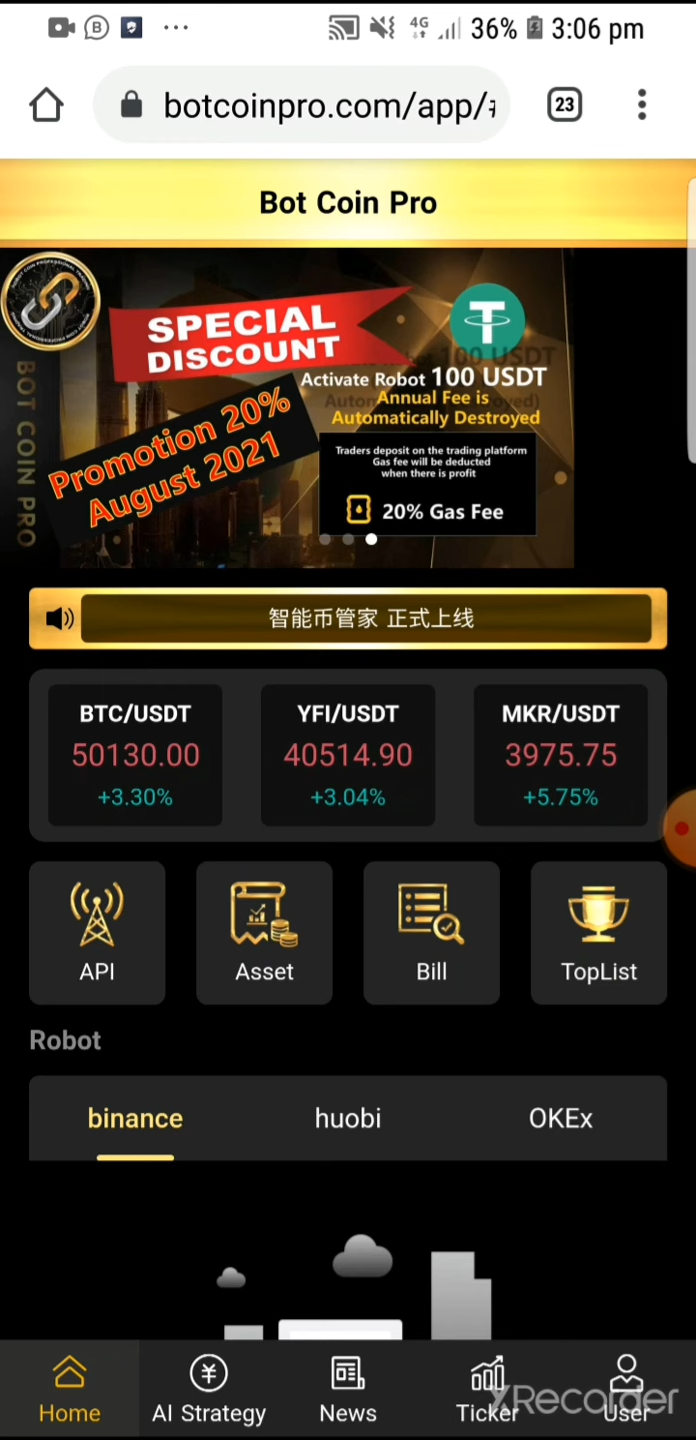 36% 3:06 pm
4G
botcoinpro.com/app/
23
Bot Coin Pro
SPECIAL
DISCOUNT
Activate Robot 100 USDT
Annual Fee is
Automatically Destroyed
Promotion 20%
August 2021
Traders deposit on the trading platform
Gas fee will be deducted
when there is profit
20% Gas Fee
BOT COIN PRO
智能币管家 正式上线
BTC/USDT YFI/USDT MKR/USDT
50130.00 40514.90 3975.75
+3.30% +3.04% +5.75%
API Asset Bill TopList
Robot
binance huobi OKEx
Home AI Strategy News Ticker User
XRecorder